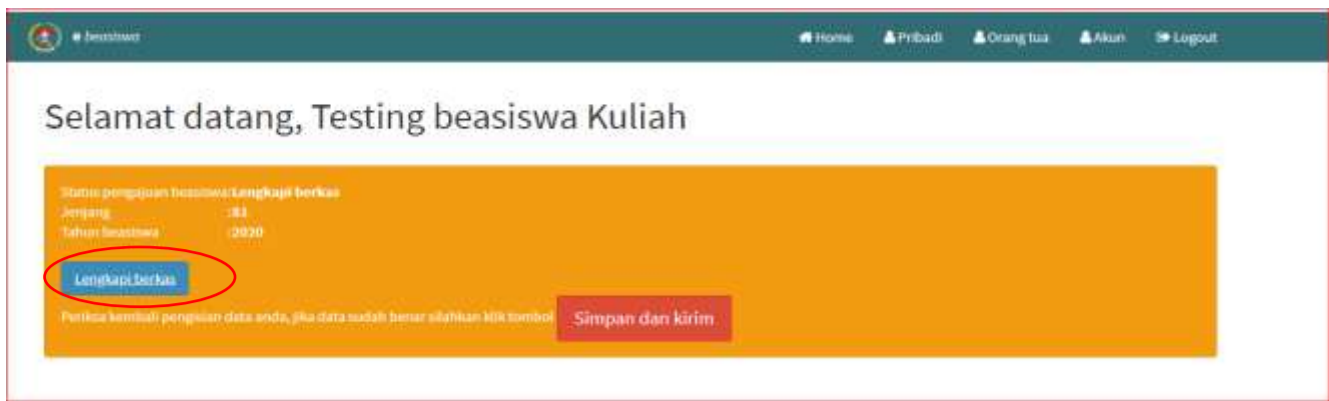 beasiswa Home Pribadi Orang tua Akun Logout
Selamat datang, Testing beasiswa Kuliah
Status pengajuan beasiswa:Lengkapi berkas
Jenjang :S1
Tahun beasiswa :2020
Lengkapi berkas
Periksa kembali pengisian data anda, jika data sudah benar silahkan klik tombol Simpan dan kirim